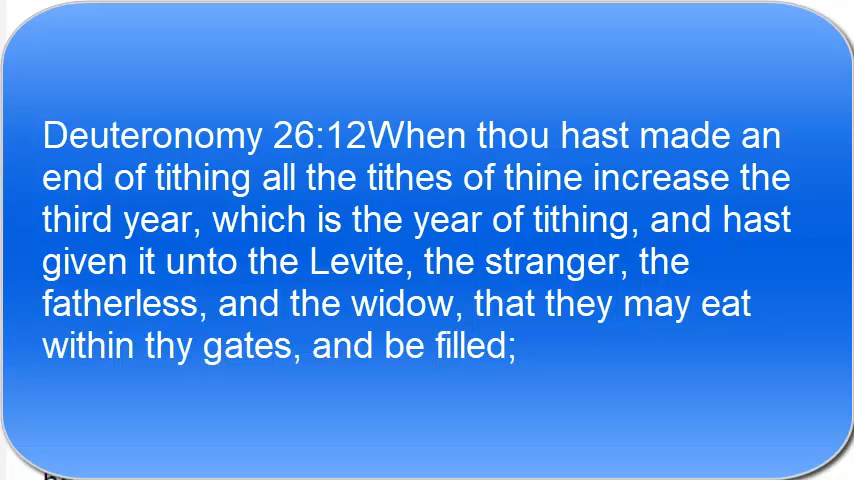 Deuteronomy 26:12When thou hast made an
end of tithing all the tithes of thine increase the
third year, which is the year of tithing, and hast
given it unto the Levite, the stranger, the
fatherless, and the widow, that they may eat
within thy gates, and be filled;